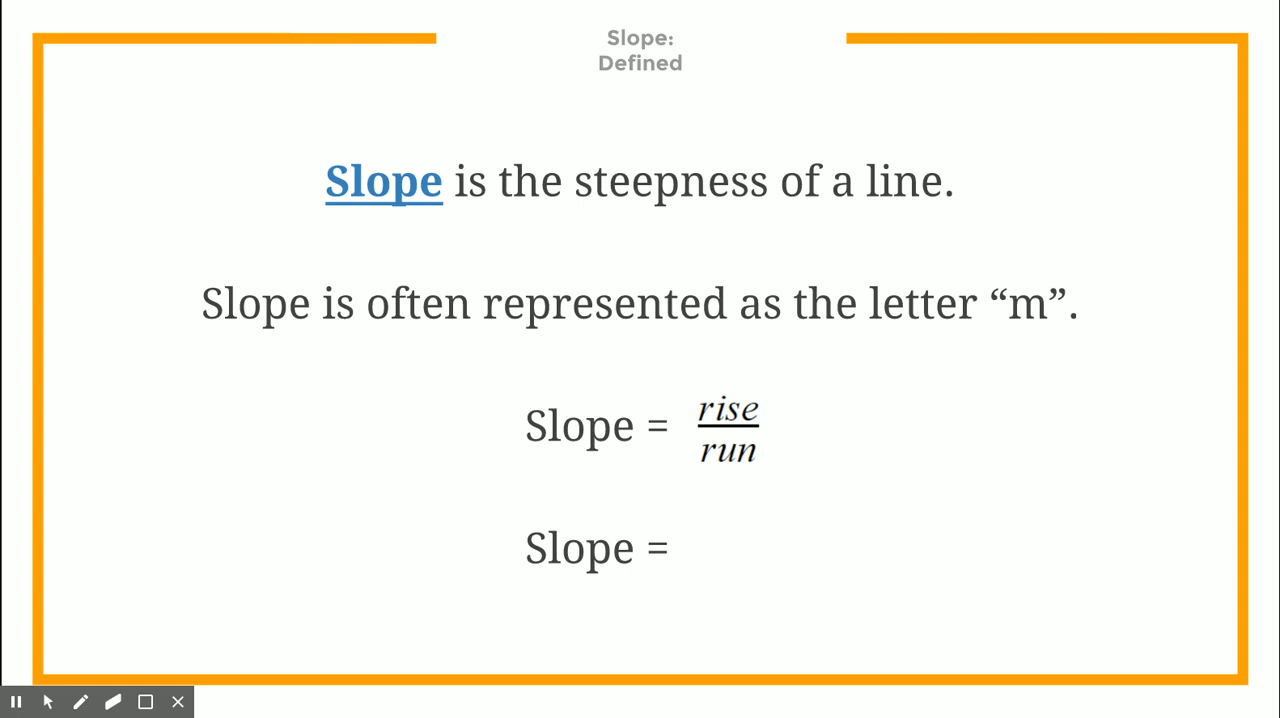 Slope:
Defined
Slope is the steepness of a line.
Slope is often represented as the letter “m”.
Slope = rise/run
Slope =